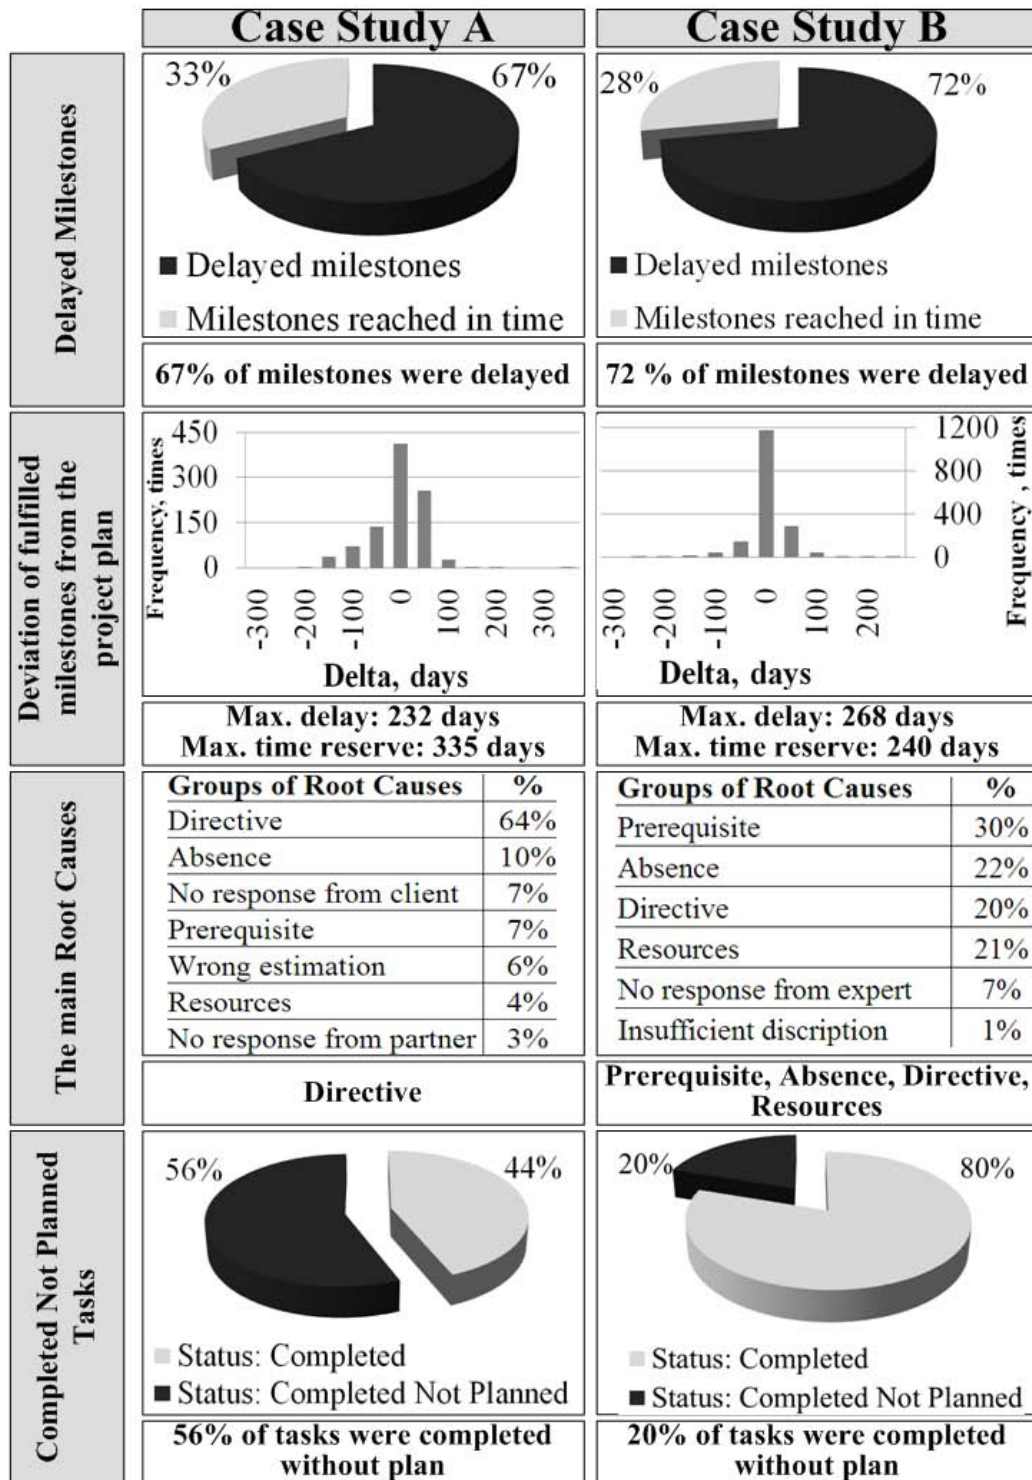 Case Study A
Case Study B
Delayed Milestones
33%
67%
Delayed milestones
Milestones reached in time
28%
72%
Delayed milestones
Milestones reached in time
67% of milestones were delayed
72 % of milestones were delayed
Deviation of fulfilled
milestones from the
project plan
Frequency, times
450
300
150
0
-300
-200
-100
0
100
200
300
Delta, days
1200
800
400
0
Frequency , times
-300
-200
-100
0
100
200
Delta, days
Max. delay: 232 days
Max. time reserve: 335 days
Max. delay: 268 days
Max. time reserve: 240 days
The main Root Causes
Groups of Root Causes %
Directive 64%
Absence 10%
No response from client 7%
Prerequisite 7%
Wrong estimation 6%
Resources 4%
No response from partner 3%
Groups of Root Causes %
Prerequisite 30%
Absence 22%
Directive 20%
Resources 21%
No response from expert 7%
Insufficient discription 1%
Directive
Prerequisite, Absence, Directive,
Resources
Completed Not Planned
Tasks
56%
44%
Status: Completed
Status: Completed Not Planned
20%
80%
Status: Completed
Status: Completed Not Planned
56% of tasks were completed
without plan
20% of tasks were completed
without plan